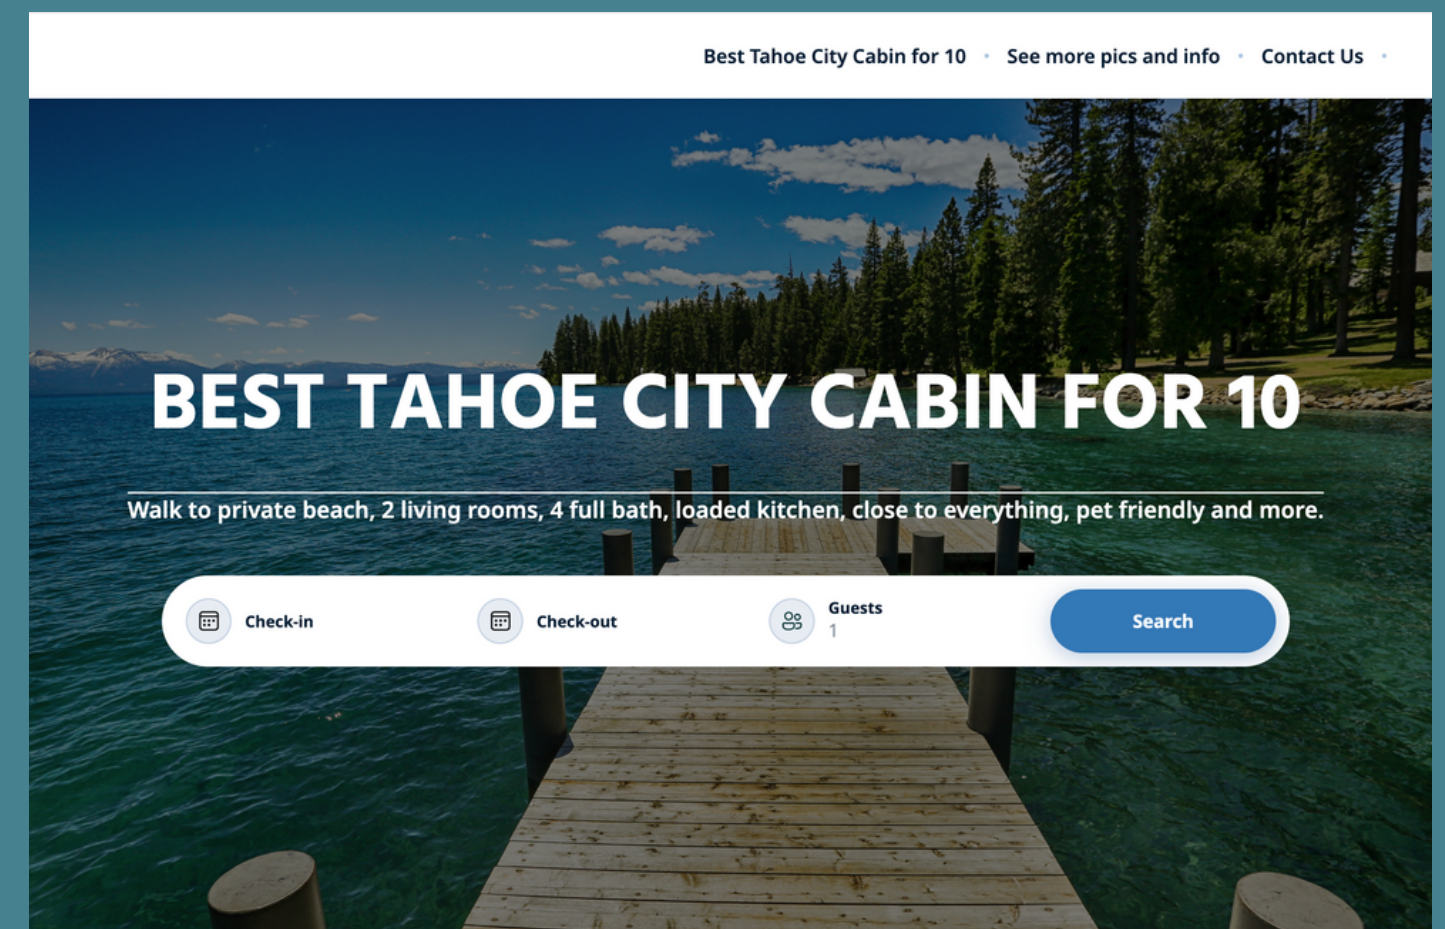 Best Tahoe City Cabin for 10 • See more pics and info • Contact Us •
BEST TAHOE CITY CABIN FOR 10
Walk to private beach, 2 living rooms, 4 full bath, loaded kitchen, close to everything, pet friendly and more.
Check-in Check-out Guests Search
1